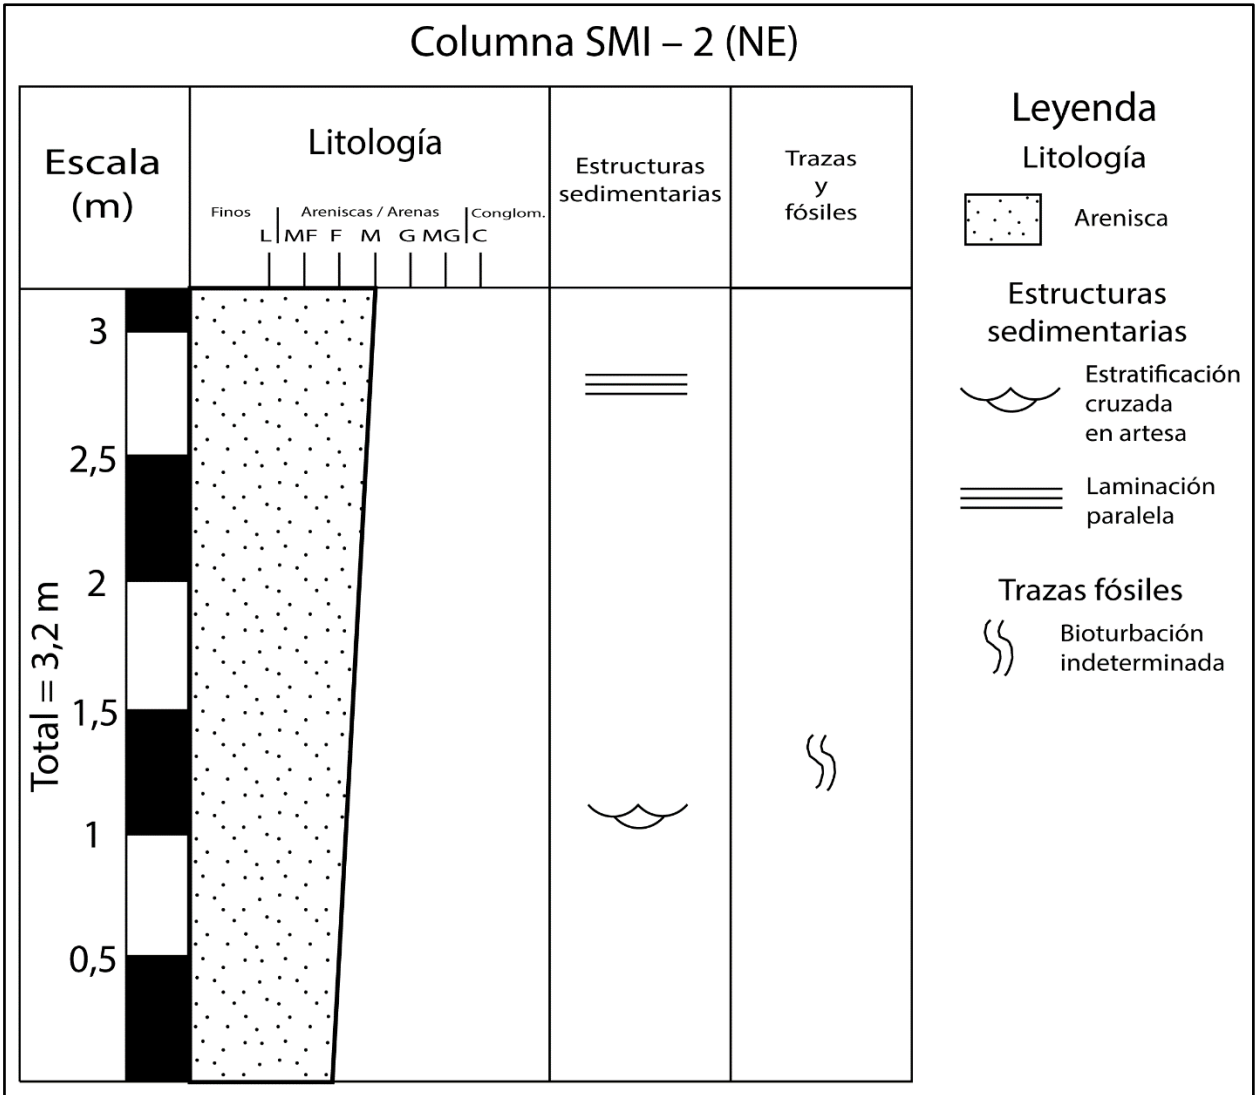 Columna SMI – 2 (NE)
Escala
(m)
Litología
Finos
Areniscas / Arenas
Conglom.
L MF F M G MG C
Estructuras
sedimentarias
Trazas
y
fósiles
3
2,5
2
1,5
1
0,5
Total = 3,2 m
Leyenda
Litología
Arenisca
Estructuras
sedimentarias
Estratificación
cruzada
en artesa
Laminación
paralela
Trazas fósiles
Bioturbación
indeterminada